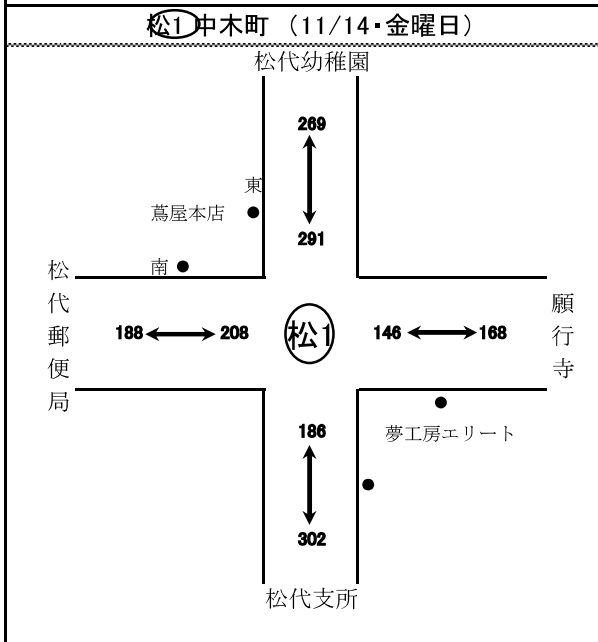 松1 中木町 （11/14・金曜日）
松代幼稚園
269
東
蔦屋本店
291
南
松代郵便局
188
208
松1
146
168
願行寺
186
夢工房エリート
302
松代支所